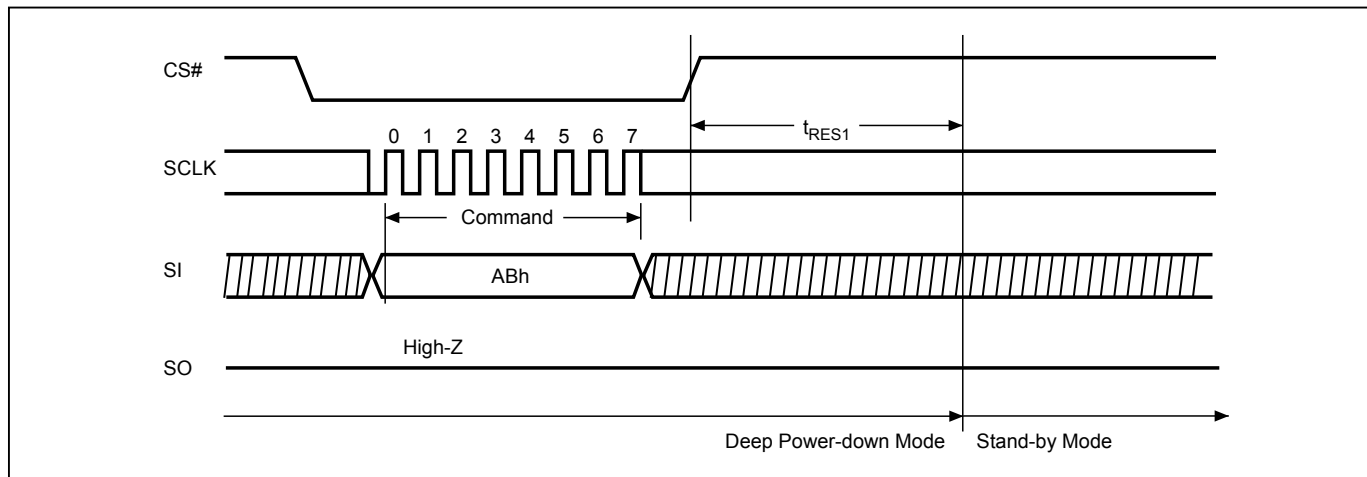 CS#
tRES1
0 1 2 3 4 5 6 7
SCLK
Command
SI
ABh
High-Z
SO
Deep Power-down Mode Stand-by Mode